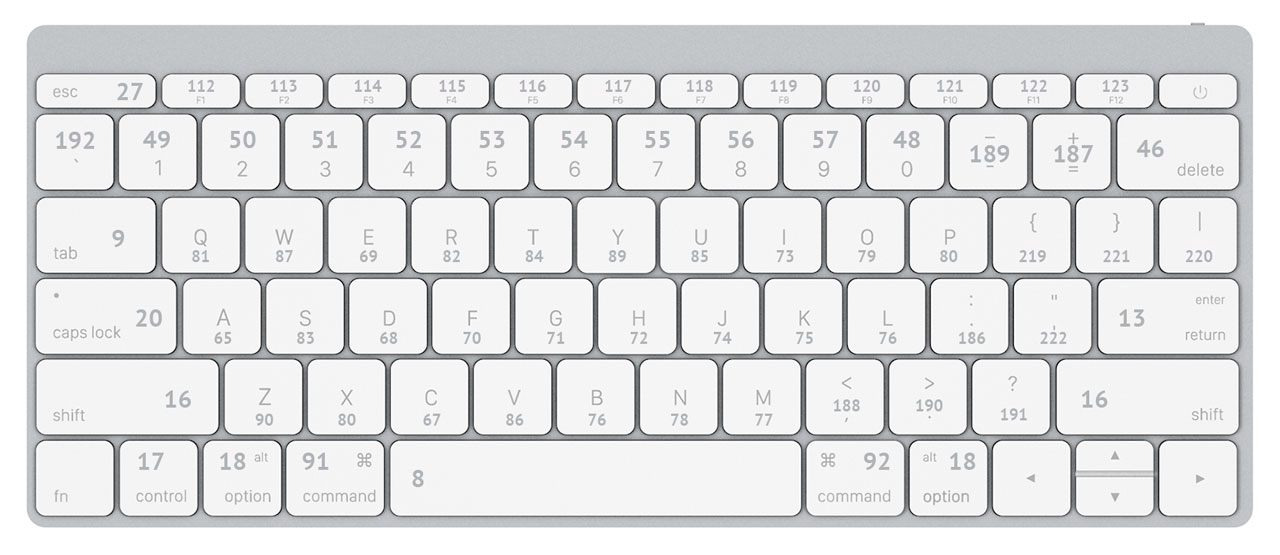 esc 27 112 F1 113 F2 114 F3 115 F4 116 F5 117 F6 118 F7 119 F8 120 F9 121 F10 122 F11 123 F12
192 ` 49 1 50 2 51 3 52 4 53 5 54 6 55 7 56 8 57 9 48 0 – 189 - + 187 = 46 delete
tab 9 Q 81 W 87 E 69 R 82 T 84 Y 89 U 85 I 73 O 79 P 80 { 219 } 221 | 220
caps lock 20 A 65 S 83 D 68 F 70 G 71 H 72 J 74 K 75 L 76 : . 186 " ' 222 13 enter return
shift 16 Z 90 X 80 C 67 V 86 B 76 N 78 M 77 < 188 , > 190 . ? 191 16 shift
fn 17 control 18 alt option 91 ⌘ command 8 ⌘ 92 command alt 18 option ◂ ▴ ▾ ▸